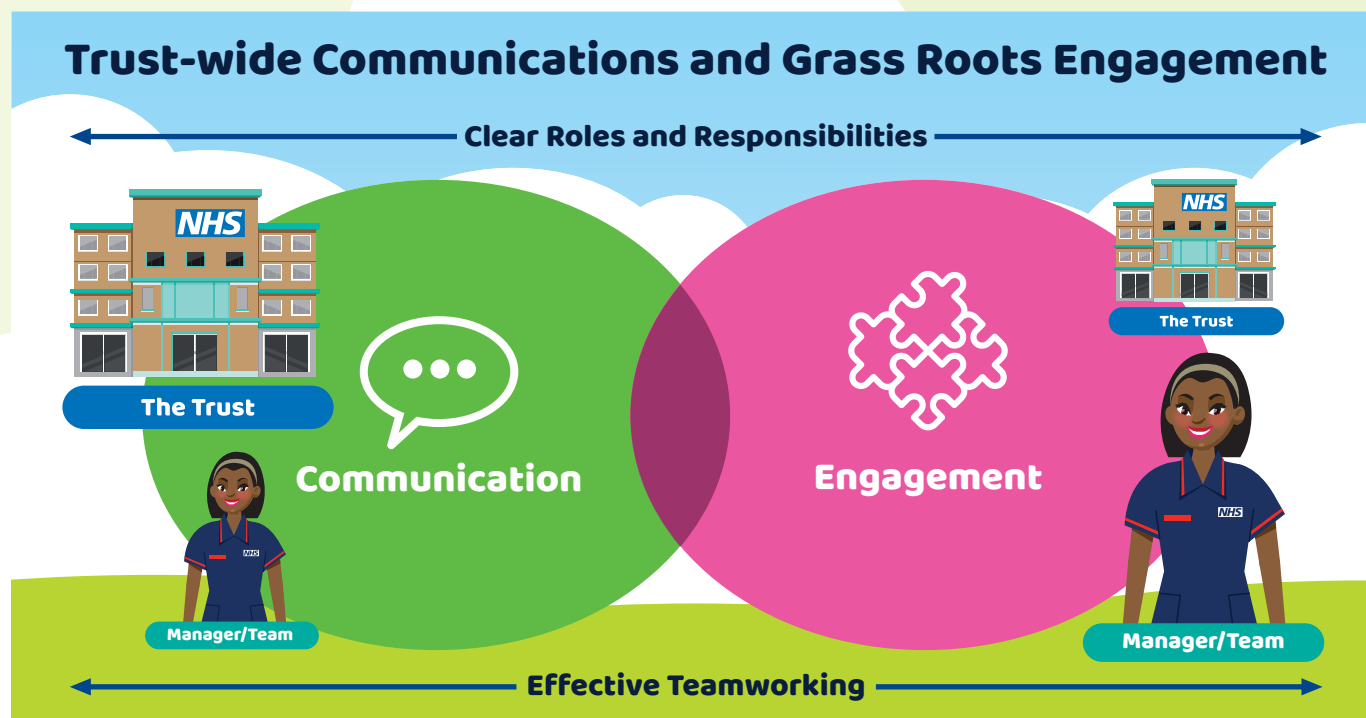 Trust-wide Communications and Grass Roots Engagement
Clear Roles and Responsibilities
NHS
The Trust
Communication
NHS
Manager/Team
Engagement
NHS
The Trust
NHS
Manager/Team
Effective Teamworking